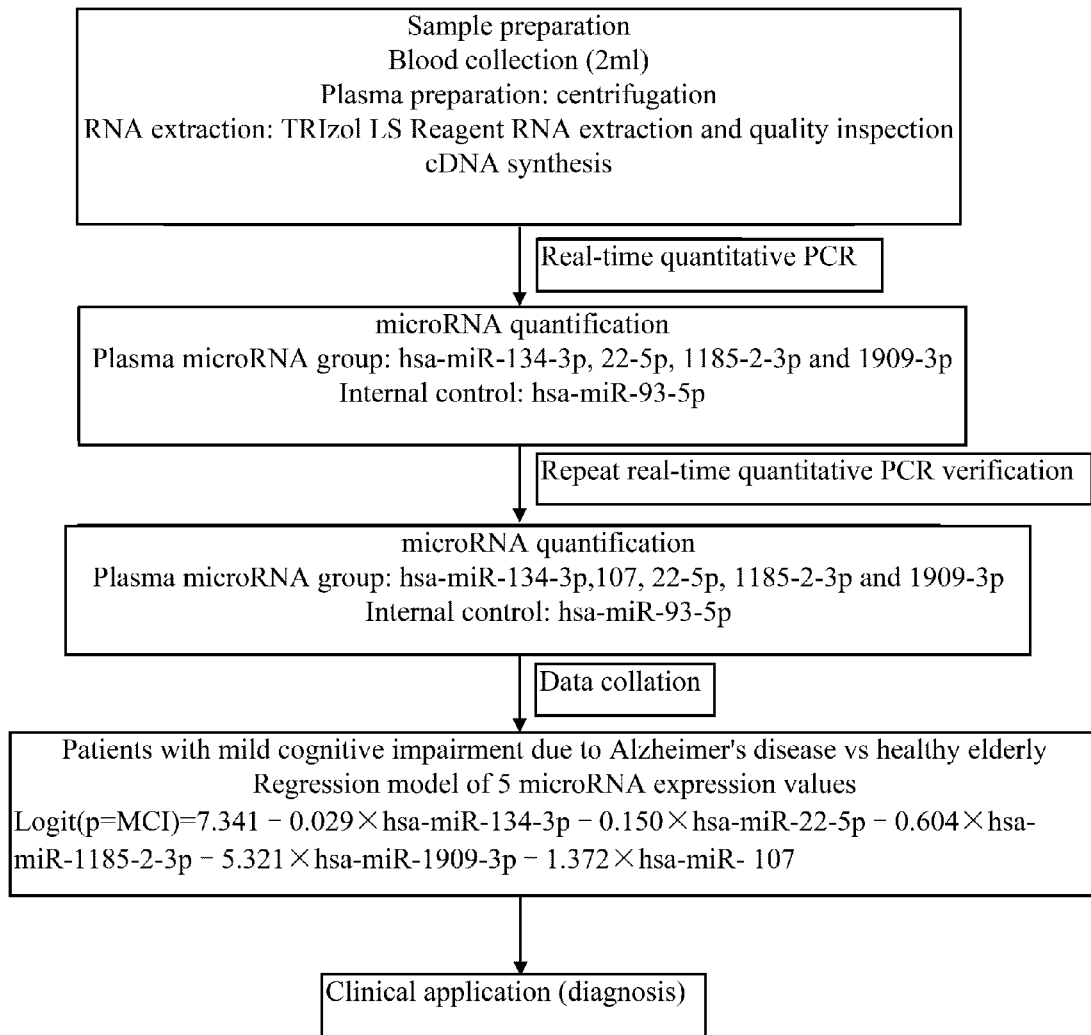 Sample preparation
Blood collection (2ml)
Plasma preparation: centrifugation
RNA extraction: TRIzol LS Reagent RNA extraction and quality inspection
cDNA synthesis
Real-time quantitative PCR
microRNA quantification
Plasma microRNA group: hsa-miR-134-3p, 22-5p, 1185-2-3p and 1909-3p
Internal control: hsa-miR-93-5p
Repeat real-time quantitative PCR verification
microRNA quantification
Plasma microRNA group: hsa-miR-134-3p,107, 22-5p, 1185-2-3p and 1909-3p
Internal control: hsa-miR-93-5p
Data collation
Patients with mild cognitive impairment due to Alzheimer's disease vs healthy elderly
Regression model of 5 microRNA expression values
Logit(p=MCI)=7.341﹣0.029×hsa-miR-134-3p﹣0.150×hsa-miR-22-5p﹣0.604×hsa-
miR-1185-2-3p﹣5.321×hsa-miR-1909-3p﹣1.372×hsa-miR- 107
Clinical application (diagnosis)